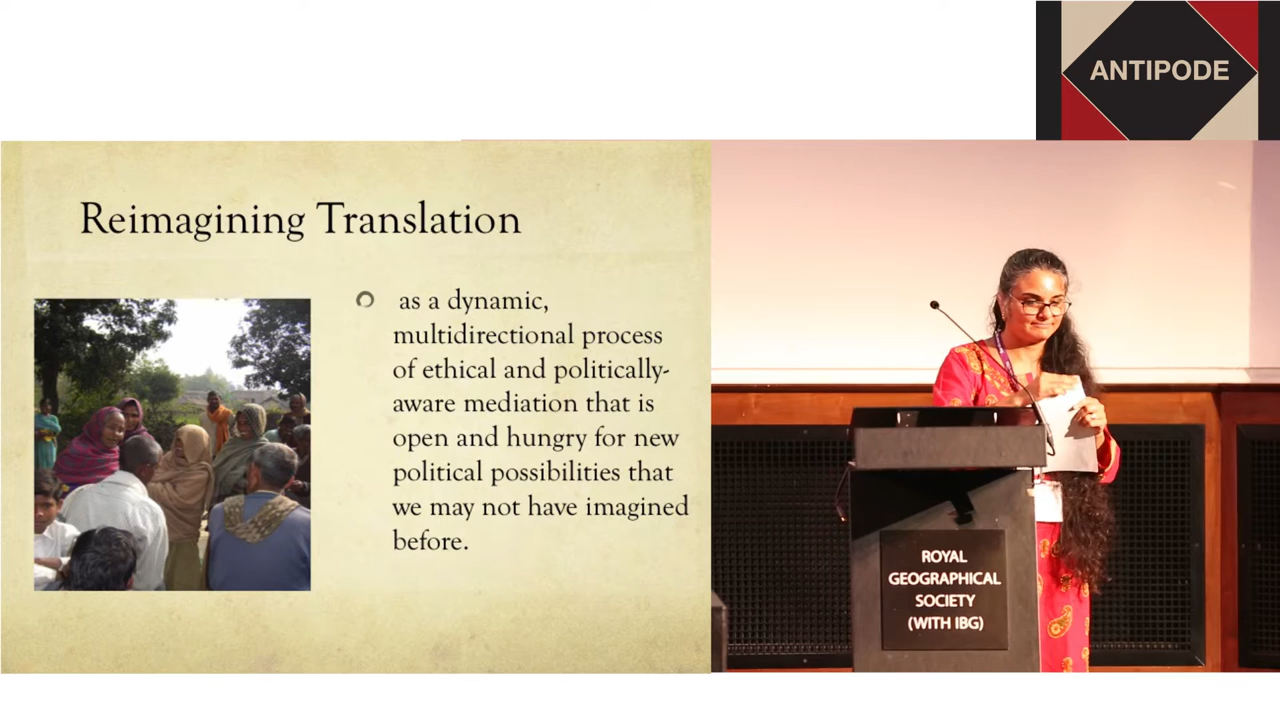 ANTIPODE
Reimagining Translation
as a dynamic,
multidirectional process
of ethical and politically-
aware mediation that is
open and hungry for new
political possibilities that
we may not have imagined
before.
ROYAL
GEOGRAPHICAL
SOCIETY
(WITH IBG)